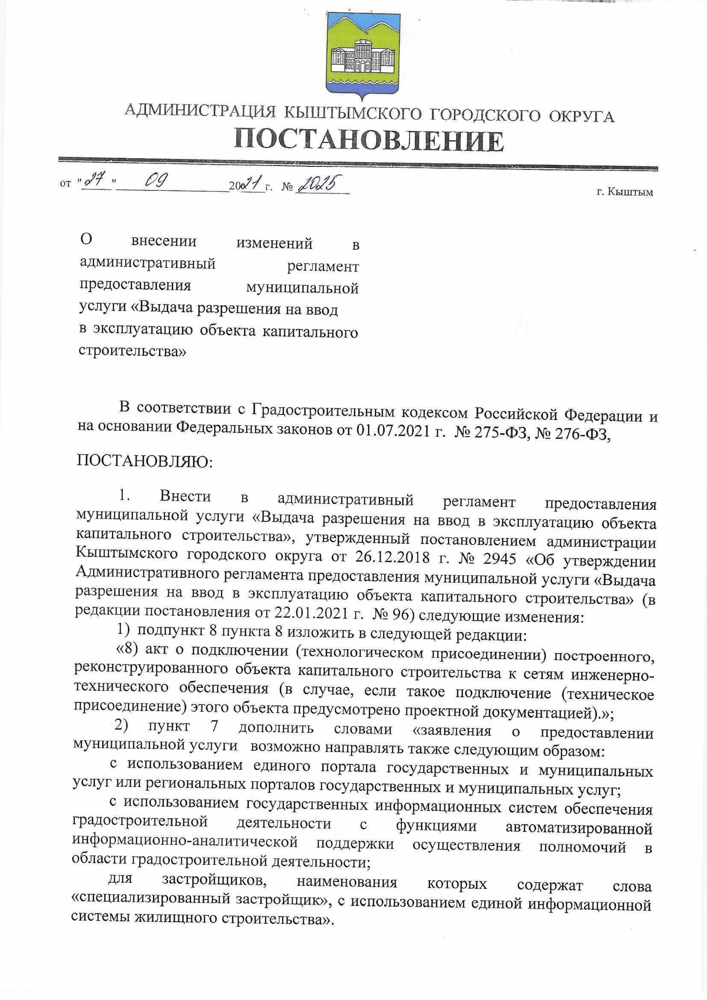 АДМИНИСТРАЦИЯ КЫШТЫМСКОГО ГОРОДСКОГО ОКРУГА
ПОСТАНОВЛЕНИЕ
от "27" 09 2021 г. № 2025
г. Кыштым
О внесении изменений в
административный регламент
предоставления муниципальной
услуги «Выдача разрешения на ввод
в эксплуатацию объекта капитального
строительства»
В соответствии с Градостроительным кодексом Российской Федерации и
на основании Федеральных законов от 01.07.2021 г. № 275-ФЗ, № 276-ФЗ,
ПОСТАНОВЛЯЮ:
1. Внести в административный регламент предоставления
муниципальной услуги «Выдача разрешения на ввод в эксплуатацию объекта
капитального строительства», утвержденный постановлением администрации
Кыштымского городского округа от 26.12.2018 г. № 2945 «Об утверждении
Административного регламента предоставления муниципальной услуги «Выдача
разрешения на ввод в эксплуатацию объекта капитального строительства» (в
редакции постановления от 22.01.2021 г. № 96) следующие изменения:
1) подпункт 8 пункта 8 изложить в следующей редакции:
«8) акт о подключении (технологическом присоединении) построенного,
реконструированного объекта капитального строительства к сетям инженерно-
технического обеспечения (в случае, если такое подключение (техническое
присоединение) этого объекта предусмотрено проектной документацией).»;
2) пункт 7 дополнить словами «заявления о предоставлении
муниципальной услуги возможно направлять также следующим образом:
с использованием единого портала государственных и муниципальных
услуг или региональных порталов государственных и муниципальных услуг;
с использованием государственных информационных систем обеспечения
градостроительной деятельности с функциями автоматизированной
информационно-аналитической поддержки осуществления полномочий в
области градостроительной деятельности;
для застройщиков, наименования которых содержат слова
«специализированный застройщик», с использованием единой информационной
системы жилищного строительства».